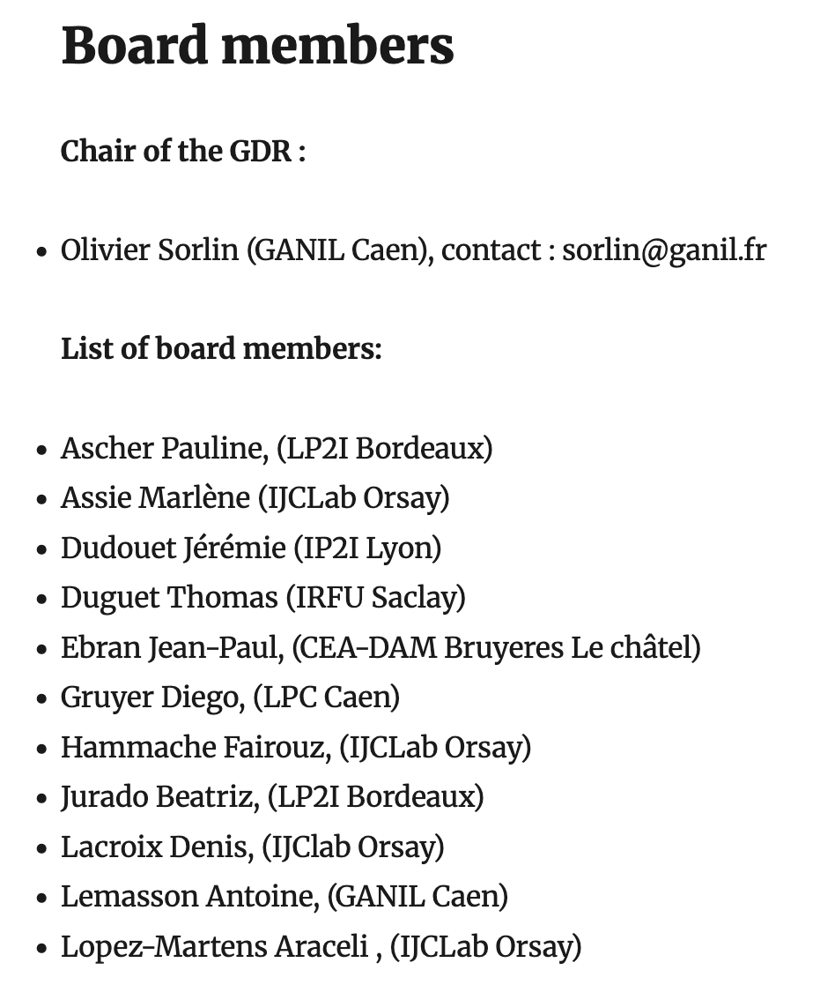 Board members
Chair of the GDR :
• Olivier Sorlin (GANIL Caen), contact : sorlin@ganil.fr
List of board members:
• Ascher Pauline, (LP2I Bordeaux)
• Assie Marlène (IJCLab Orsay)
• Dudouet Jérémie (IP2I Lyon)
• Duguet Thomas (IRFU Saclay)
• Ebran Jean-Paul, (CEA-DAM Bruyeres Le châtel)
• Gruyer Diego, (LPC Caen)
• Hammache Fairouz, (IJCLab Orsay)
• Jurado Beatriz, (LP2I Bordeaux)
• Lacroix Denis, (IJClab Orsay)
• Lemasson Antoine, (GANIL Caen)
• Lopez-Martens Araceli , (IJCLab Orsay)